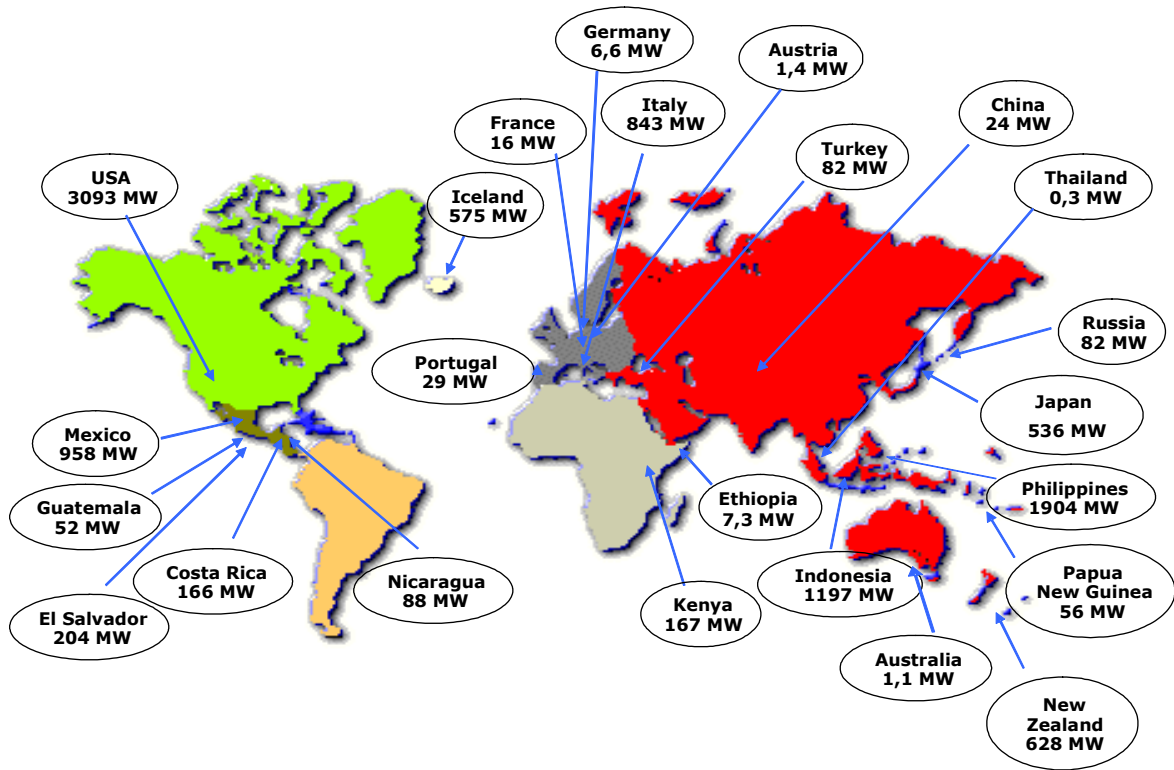 Germany
6,6 MW
Austria
1,4 MW
Italy
843 MW
China
24 MW
France
16 MW
Turkey
82 MW
USA
3093 MW
Iceland
575 MW
Thailand
0,3 MW
Russia
82 MW
Portugal
29 MW
Japan
536 MW
Mexico
958 MW
Philippines
1904 MW
Guatemala
52 MW
Ethiopia
7,3 MW
Costa Rica
166 MW
Nicaragua
88 MW
Indonesia
1197 MW
Papua
New Guinea
56 MW
El Salvador
204 MW
Kenya
167 MW
Australia
1,1 MW
New
Zealand
628 MW